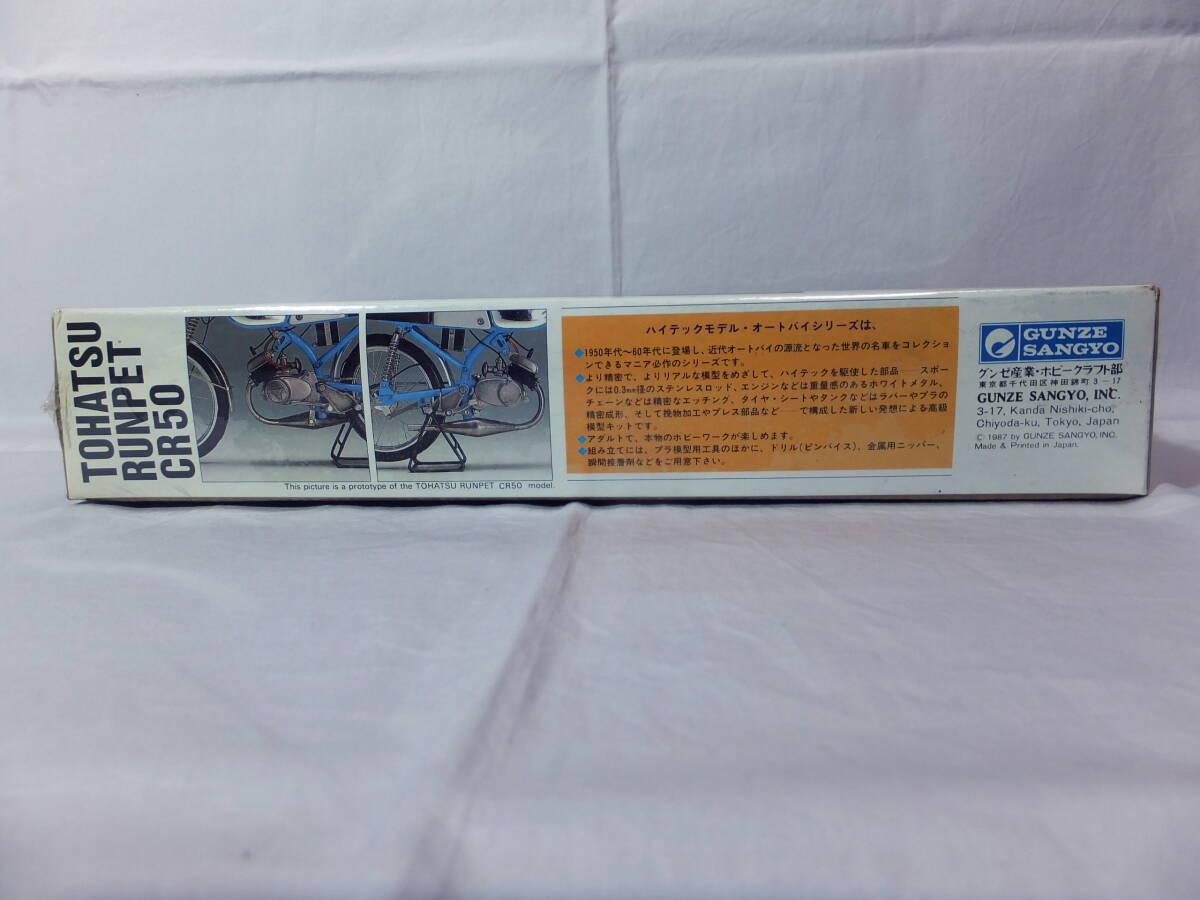 TOHATSU
RUNPET
CR50
This picture is a prototype of the TOHATSU RUNPET CR50 model.
ハイテックモデル・オートバイシリーズは、
◆1950年代〜60年代に登場し、近代オートバイの源流となった世界の名車をコレクショ
ンできるマニア必作のシリーズです。
◆より精密で、よりリアルな模型をめざして、ハイテックを駆使した部品──スポー
クには0.3mm径のステンレスロッド、エンジンなどは重量感のあるホワイトメタル、
チェーンなどは精密なエッチング、タイヤ・シートやタンクなどはラバーやプラの
精密成形、そして挽物加工やプレス部品など──で構成した新しい発想による高級
模型キットです。
◆アダルトで、本物のホビーワークが楽しめます。
◆組み立てには、プラ模型用工具のほかに、ドリル(ピンバイス)、金属用ニッパー、
瞬間接着剤などをご用意下さい。
GUNZE
SANGYO
グンゼ産業・ホビークラフト部
東京都千代田区神田錦町3-17
GUNZE SANGYO, INC.
3-17, Kanda Nishiki-cho,
Chiyoda-ku, Tokyo, Japan
© 1987 by GUNZE SANGYO, INC.
Made & Printed in Japan.